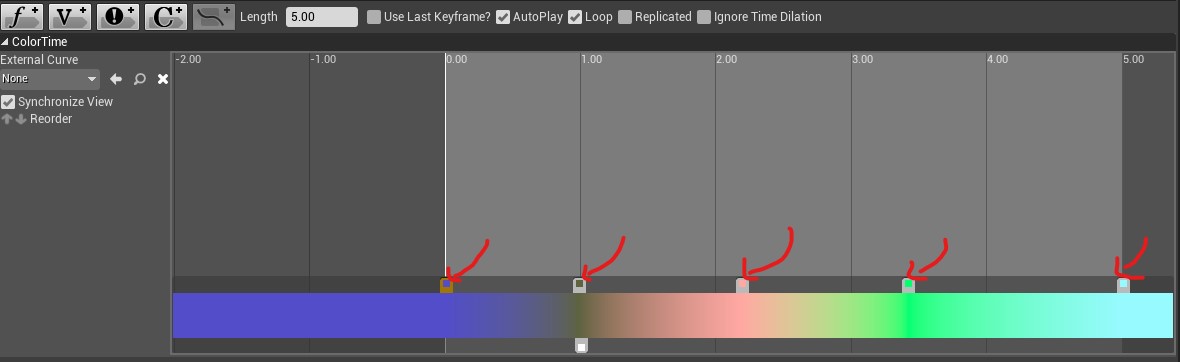 f+ V+ !+ C+ + Length 5.00 Use Last Keyframe? AutoPlay Loop Replicated Ignore Time Dilation
ColorTime
External Curve
None
Synchronize View
Reorder
-2.00 -1.00 0.00 1.00 2.00 3.00 4.00 5.00